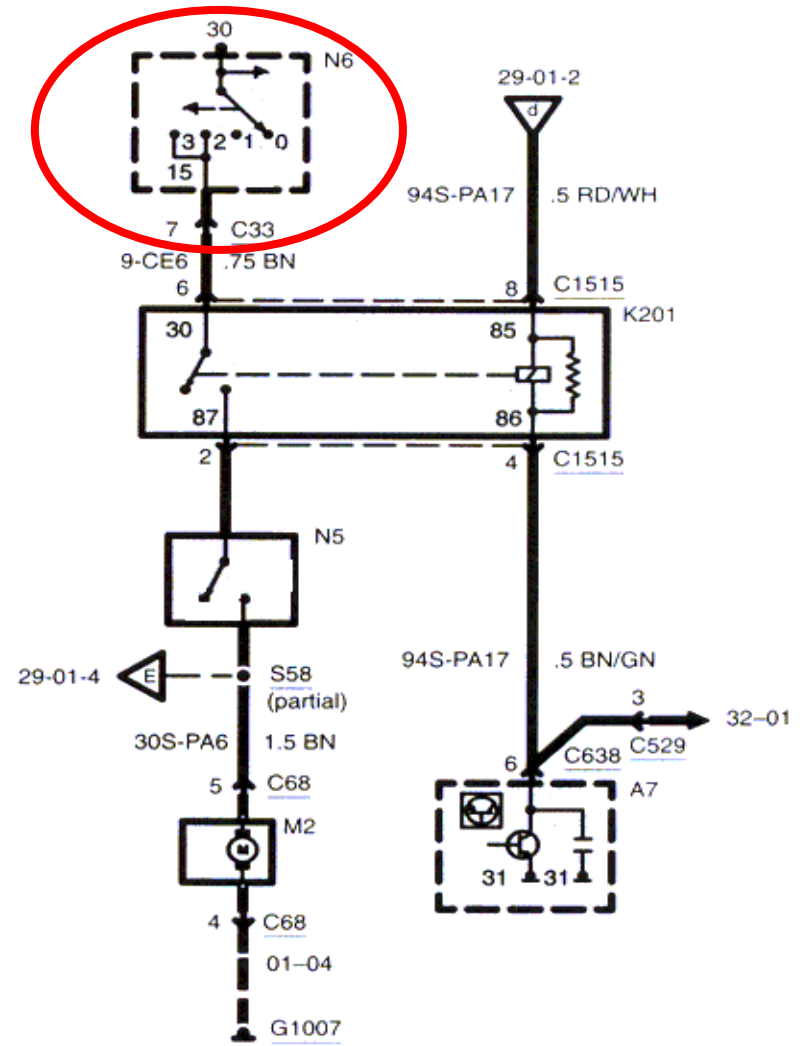 30
N6
29-01-2
d
3 2 1 0
15
94S-PA17 .5 RD/WH
7 C33
9-CE6 .75 BN
6 8 C1515
K201
30 85
87 86
2 4 C1515
N5
94S-PA17 .5 BN/GN
29-01-4 E S58
(partial)
3
32–01
30S-PA6 1.5 BN
C529
6 C638
5 C68
A7
M2
M
31 31
4 C68
01–04
G1007